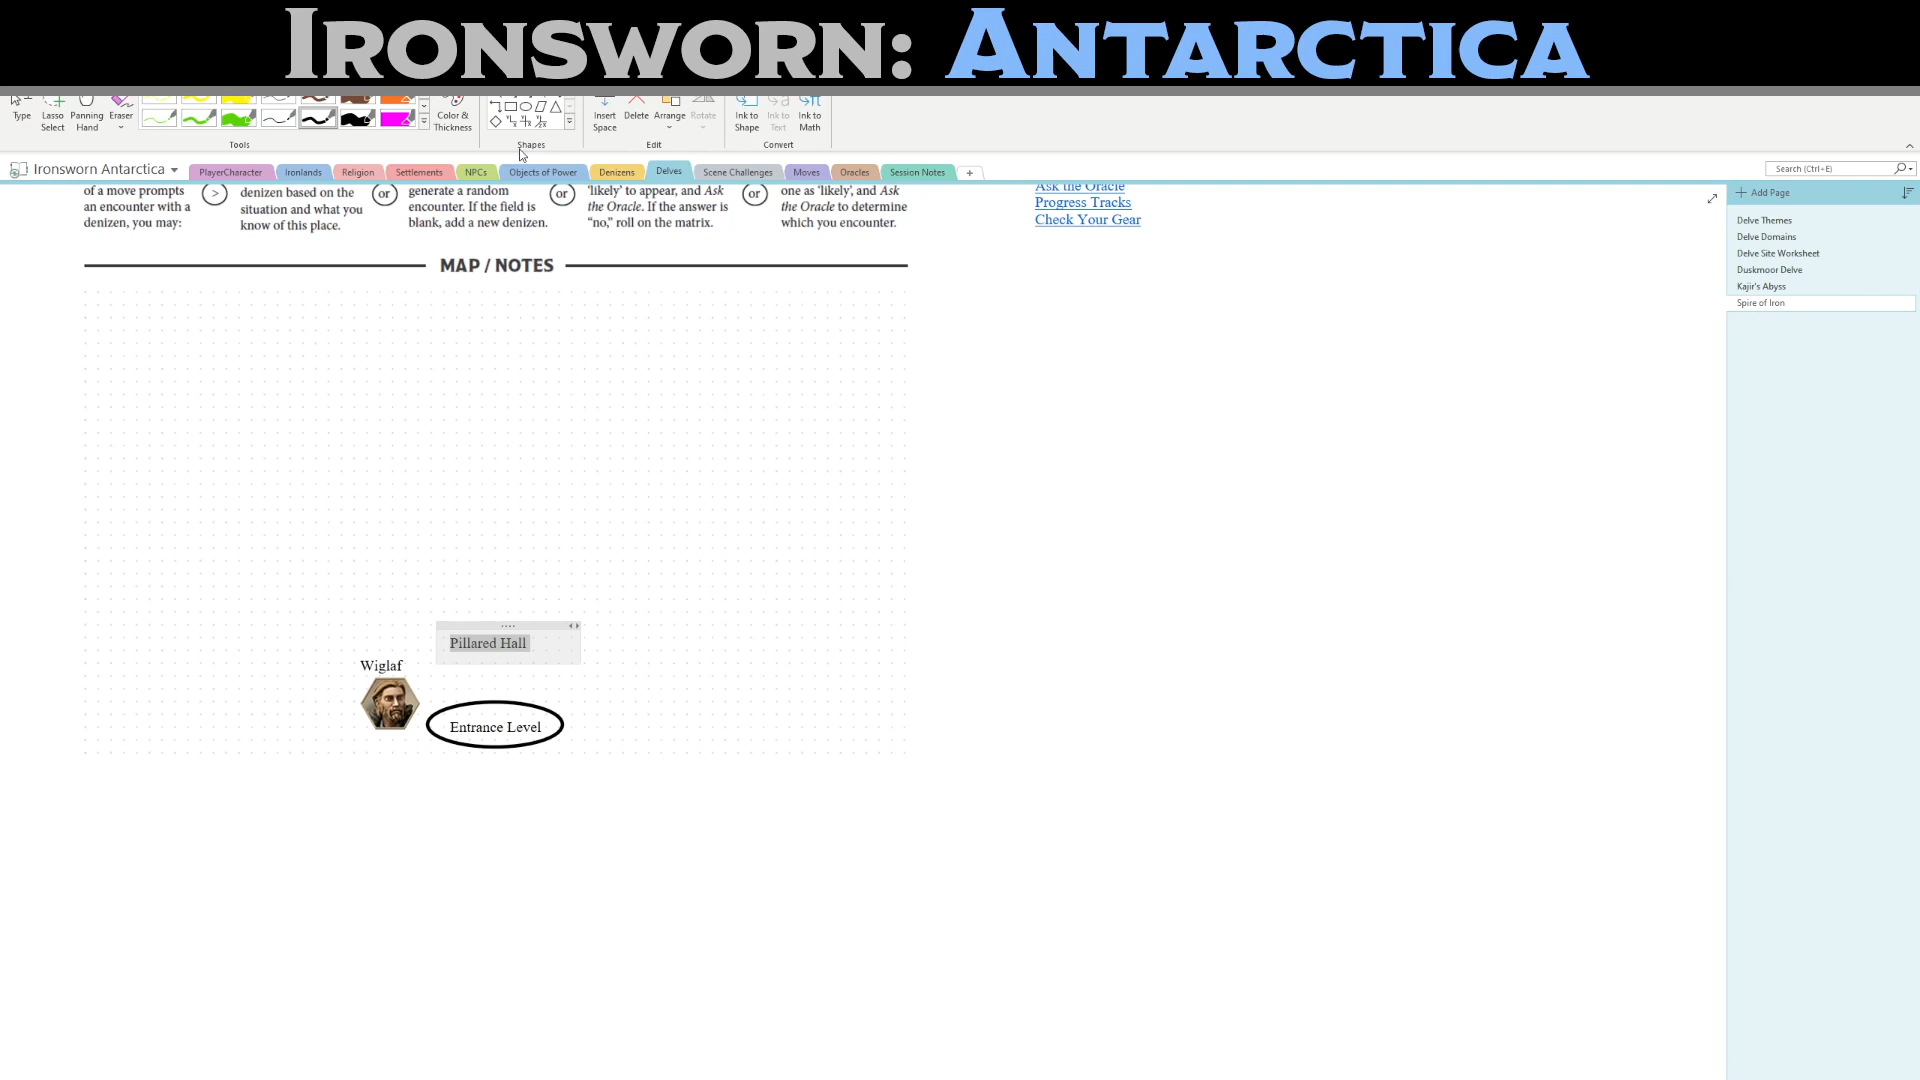 IRONSWORN: ANTARCTICA
Type
Lasso
Select
Panning
Hand
Eraser
Color &
Thickness
Insert
Space
Delete
Arrange
Rotate
Ink to
Shape
Ink to
Text
Ink to
Math
Tools
Shapes
Edit
Convert
Ironsworn Antarctica
PlayerCharacter
Ironlands
Religion
Settlements
NPCs
Objects of Power
Denizens
Delves
Scene Challenges
Moves
Oracles
Session Notes
+
Search (Ctrl+E)
of a move prompts
an encounter with a
denizen, you may:
>
denizen based on the
situation and what you
know of this place.
or
generate a random
encounter. If the field is
blank, add a new denizen.
or
'likely' to appear, and Ask
the Oracle. If the answer is
"no," roll on the matrix.
or
one as 'likely', and Ask
the Oracle to determine
which you encounter.
Ask the Oracle
Progress Tracks
Check Your Gear
Add Page
Delve Themes
Delve Domains
Delve Site Worksheet
Duskmoor Delve
Kajir's Abyss
Spire of Iron
MAP / NOTES
Pillared Hall
Wiglaf
Entrance Level